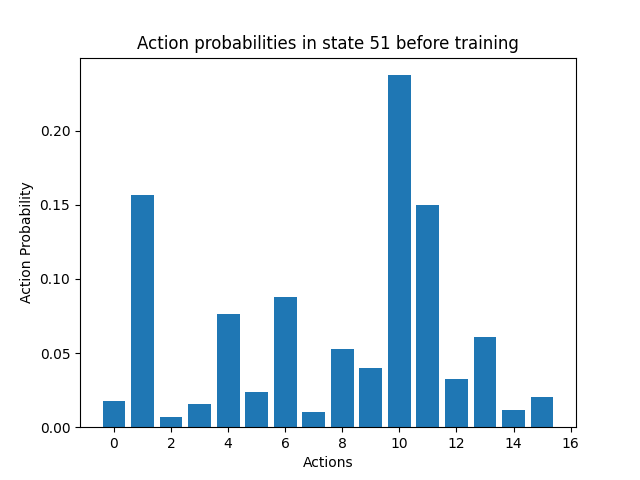 Action probabilities in state 51 before training
0.20
0.15
0.10
0.05
0.00
Action Probability
0 2 4 6 8 10 12 14 16
Actions